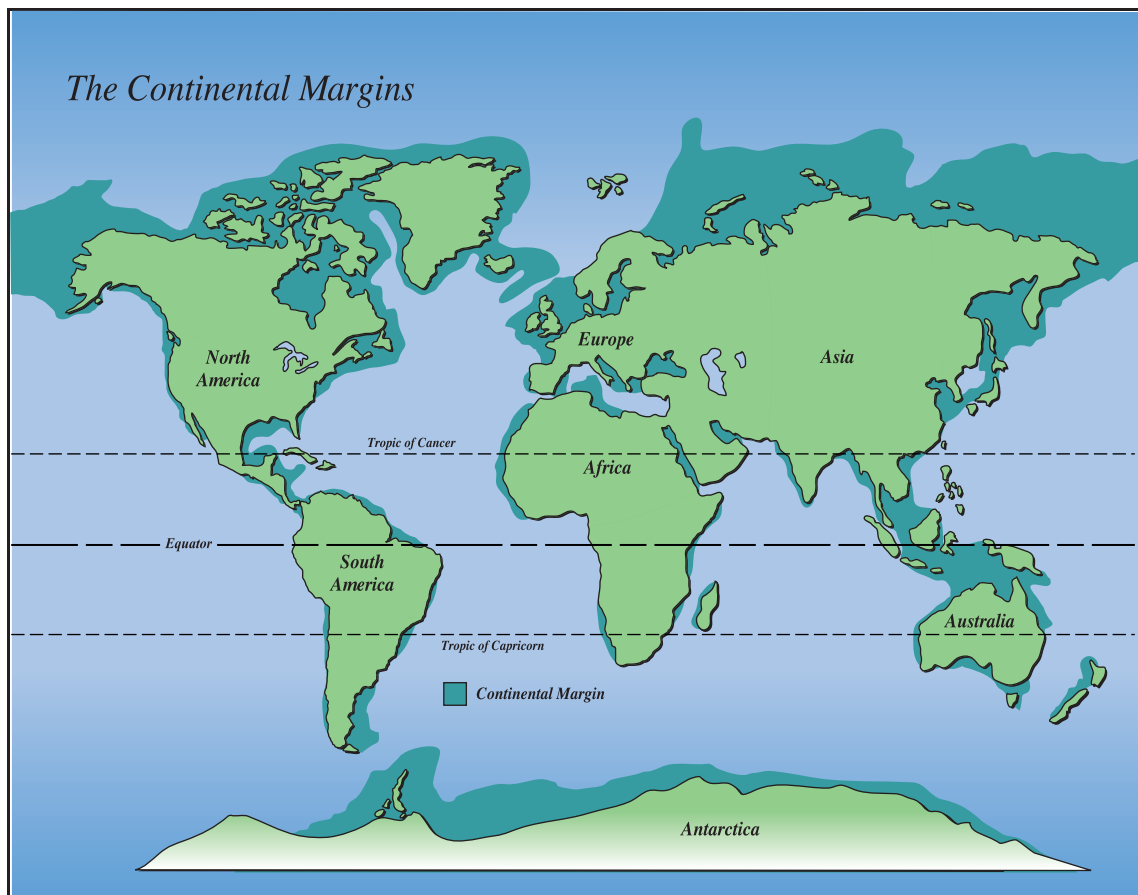 The Continental Margins
North
America
Europe
Asia
Tropic of Cancer
Africa
Equator
South
America
Australia
Tropic of Capricorn
Continental Margin
Antarctica